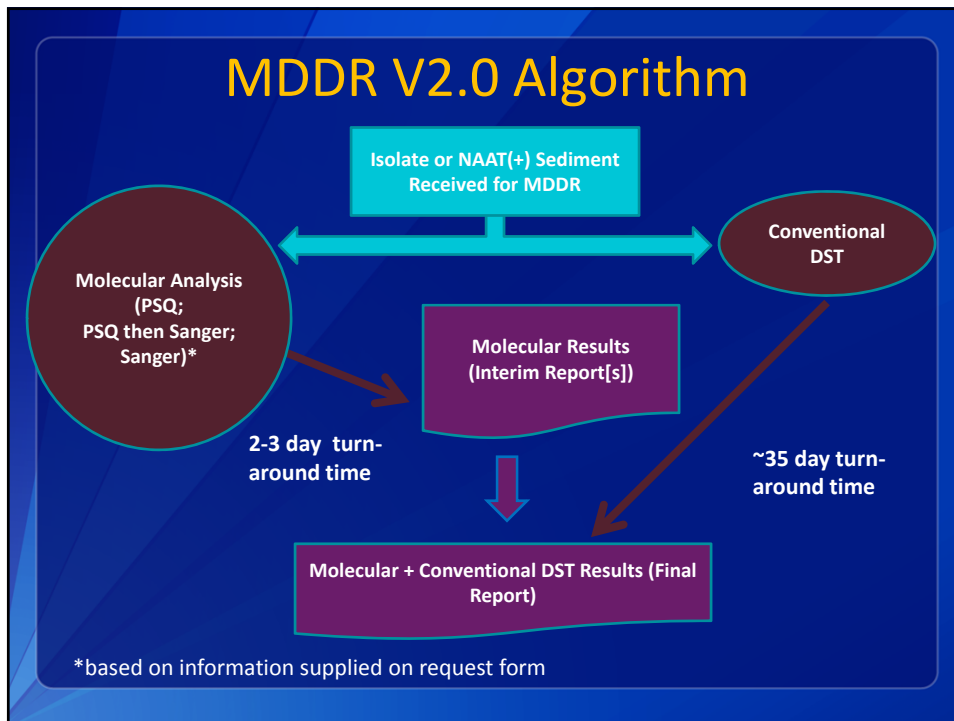 MDDR V2.0 Algorithm
Isolate or NAAT(+) Sediment
Received for MDDR
Conventional
DST
Molecular Analysis
(PSQ;
PSQ then Sanger;
Sanger)*
Molecular Results
(Interim Report[s])
2-3 day turn-
around time
~35 day turn-
around time
Molecular + Conventional DST Results (Final
Report)
*based on information supplied on request form